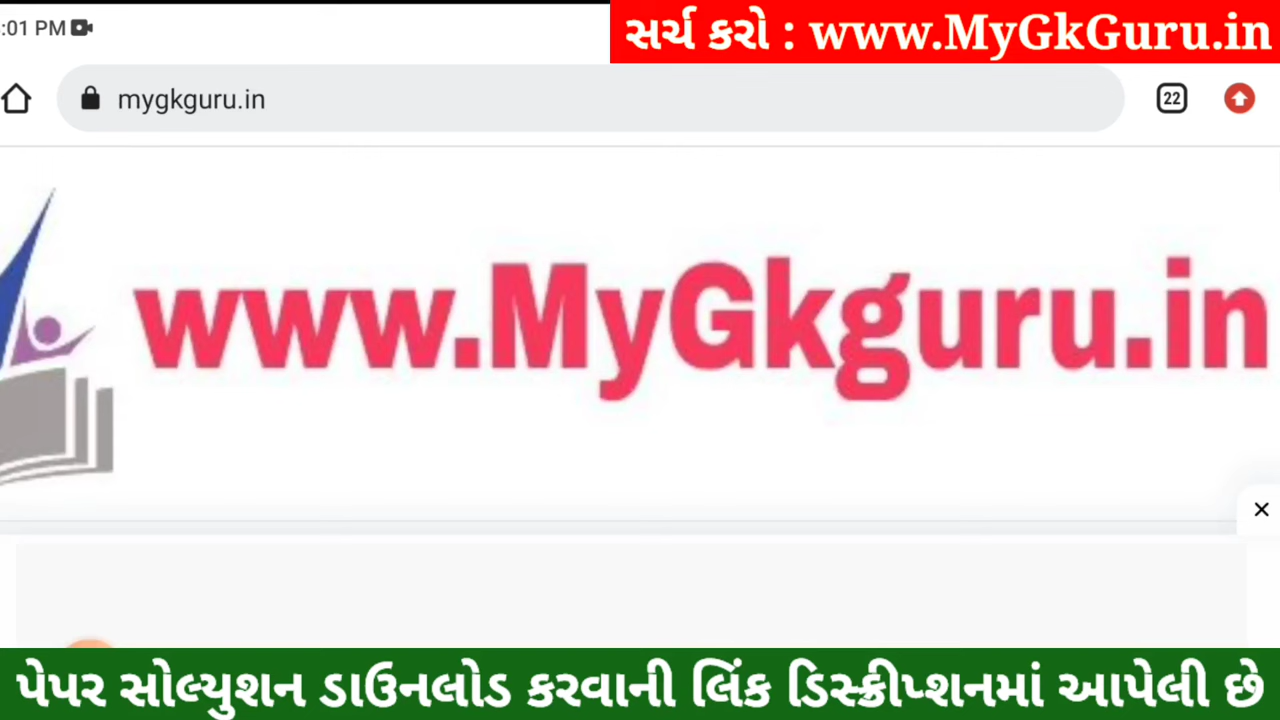 :01 PM
સર્ચ કરો : www.MyGkGuru.in
mygkguru.in
22
www.MyGkguru.in
પેપર સોલ્યુશન ડાઉનલોડ કરવાની લિંક ડિસ્ક્રીપ્શનમાં આપેલી છે